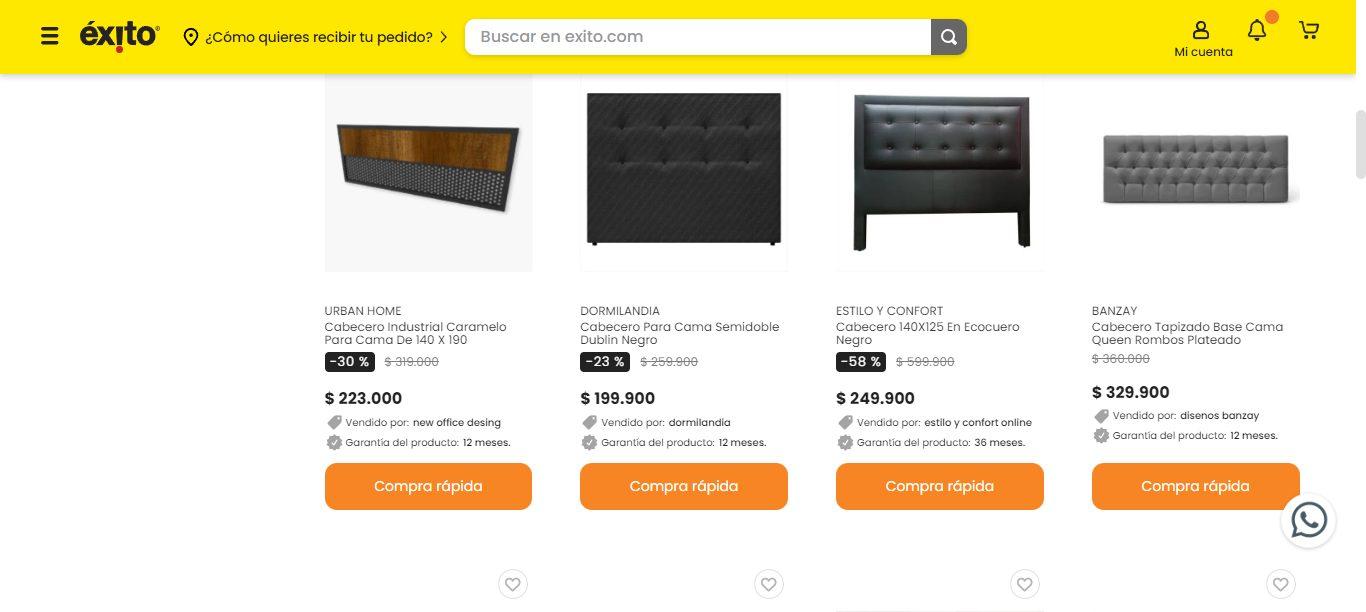 éxito
¿Cómo quieres recibir tu pedido?
Buscar en exito.com
Mi cuenta
URBAN HOME
Cabecero Industrial Caramelo
Para Cama De 140 X 190
-30 % $ 319.000
$ 223.000
Vendido por: new office desing
Garantía del producto: 12 meses.
Compra rápida
DORMILANDIA
Cabecero Para Cama Semidoble
Dublin Negro
-23 % $ 259.900
$ 199.900
Vendido por: dormilandia
Garantía del producto: 12 meses.
Compra rápida
ESTILO Y CONFORT
Cabecero 140X125 En Ecocuero
Negro
-58 % $ 599.900
$ 249.900
Vendido por: estilo y confort online
Garantía del producto: 36 meses.
Compra rápida
BANZAY
Cabecero Tapizado Base Cama
Queen Rombos Plateado
$ 360.000
$ 329.900
Vendido por: disenos banzay
Garantía del producto: 12 meses.
Compra rápida